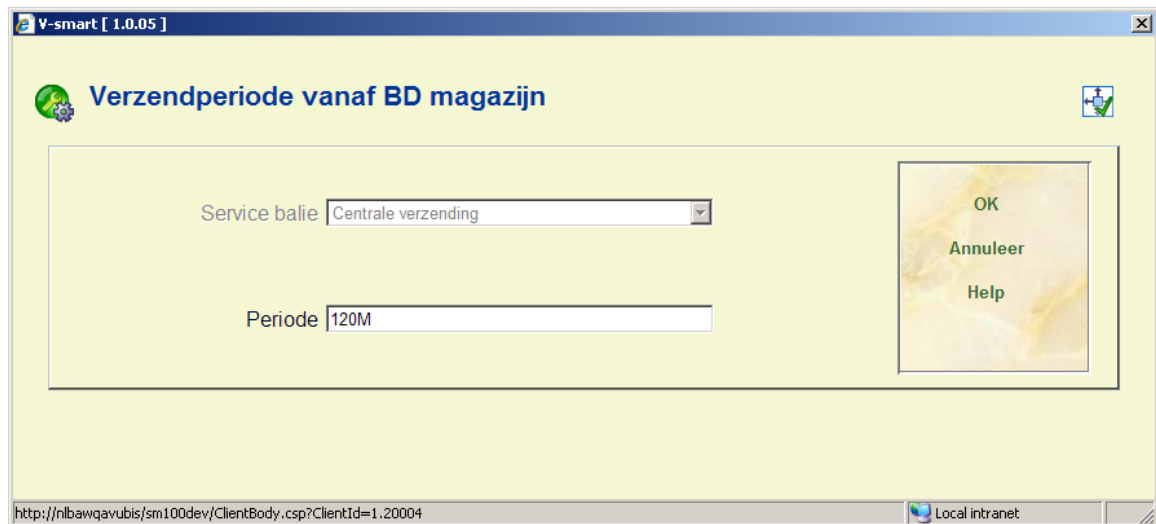 V-smart [ 1.0.05 ]
Verzendperiode vanaf BD magazijn
Service balie Centrale verzending
Periode 120M
OK
Annuleer
Help
http://nlbawqavubis/sm100dev/ClientBody.csp?ClientId=1.20004 Local intranet